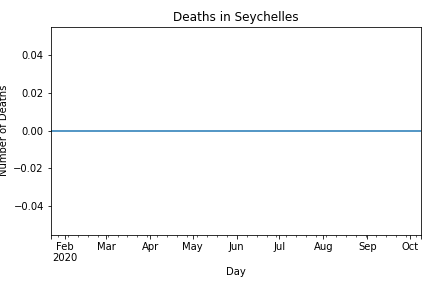 Deaths in Seychelles
Number of Deaths
0.04
0.02
0.00
−0.02
−0.04
Feb Mar Apr May Jun Jul Aug Sep Oct
2020
Day